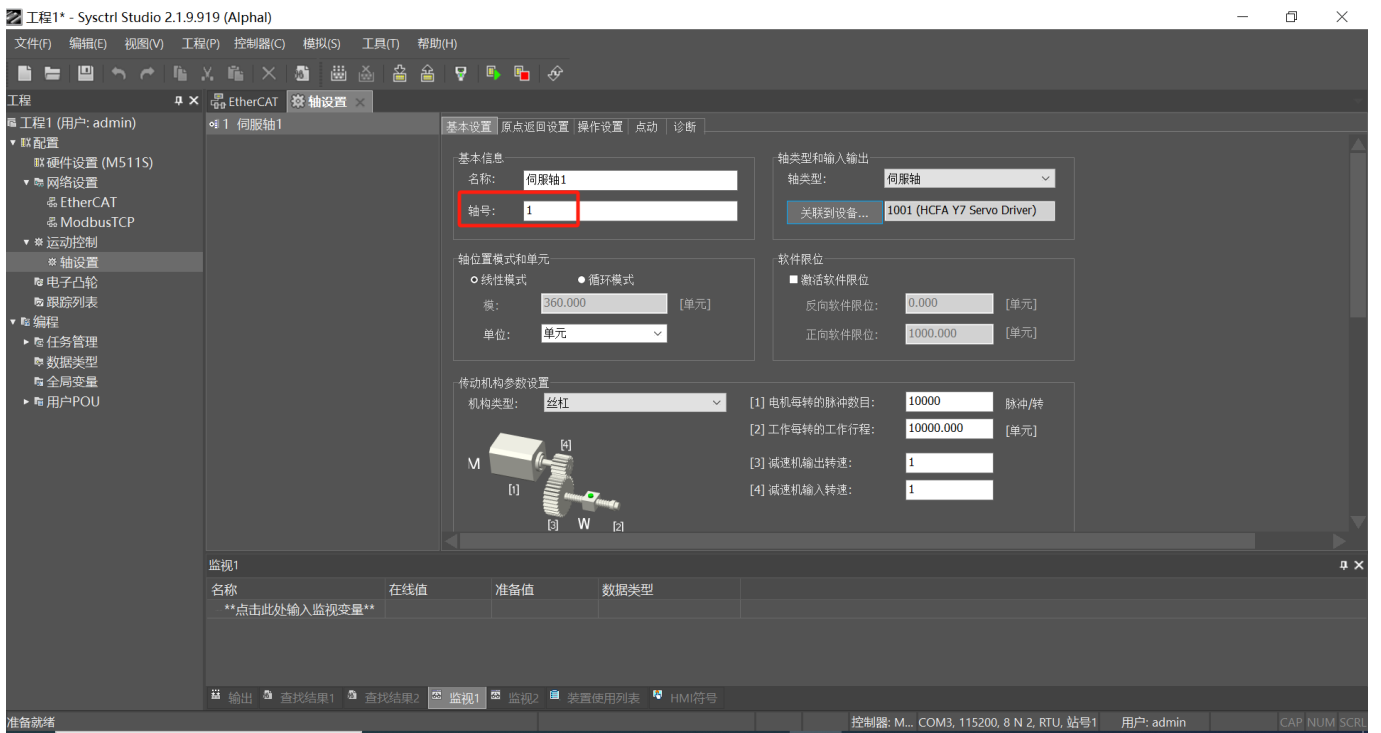 工程1* - Sysctrl Studio 2.1.9.919 (Alphal)
文件(F) 编辑(E) 视图(V) 工程(P) 控制器(C) 模拟(S) 工具(T) 帮助(H)
工程
EtherCAT 轴设置
工程1 (用户: admin)
配置
硬件设置 (M511S)
网络设置
EtherCAT
ModbusTCP
运动控制
轴设置
电子凸轮
跟踪列表
编程
任务管理
数据类型
全局变量
用户POU
1 伺服轴1
基本设置 原点返回设置 操作设置 点动 诊断
基本信息
名称: 伺服轴1
轴号: 1
轴类型和输入输出
轴类型: 伺服轴
关联到设备... 1001 (HCFA Y7 Servo Driver)
轴位置模式和单元
线性模式 循环模式
模: 360.000 [单元]
单位: 单元
软件限位
激活软件限位
反向软件限位: 0.000 [单元]
正向软件限位: 1000.000 [单元]
传动机构参数设置
机构类型: 丝杠
M [4]
[1]
[3] W [2]
[1] 电机每转的脉冲数目: 10000 脉冲/转
[2] 工作每转的工作行程: 10000.000 [单元]
[3] 减速机输出转速: 1
[4] 减速机输入转速: 1
监视1
名称 在线值 准备值 数据类型
**点击此处输入监视变量**
输出 查找结果1 查找结果2 监视1 监视2 装置使用列表 HMI符号
准备就绪 控制器: M... COM3, 115200, 8 N 2, RTU, 站号1 用户: admin CAP NUM SCRL